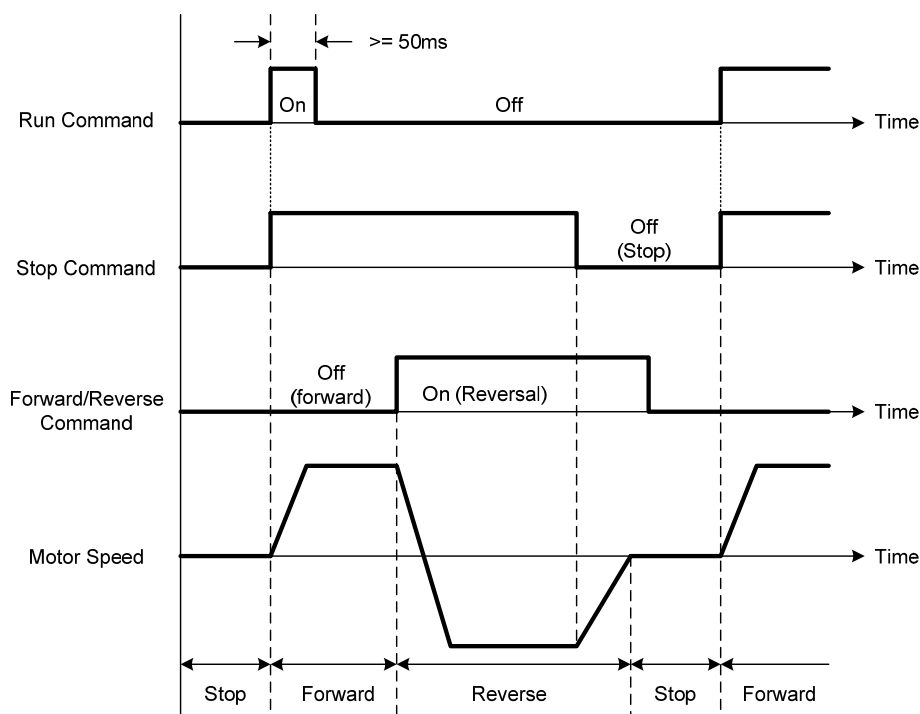 >= 50ms
On
Off
Run Command
Time
Off
(Stop)
Stop Command
Time
Off
(forward)
On (Reversal)
Forward/Reverse
Command
Time
Motor Speed
Time
Stop
Forward
Reverse
Stop
Forward